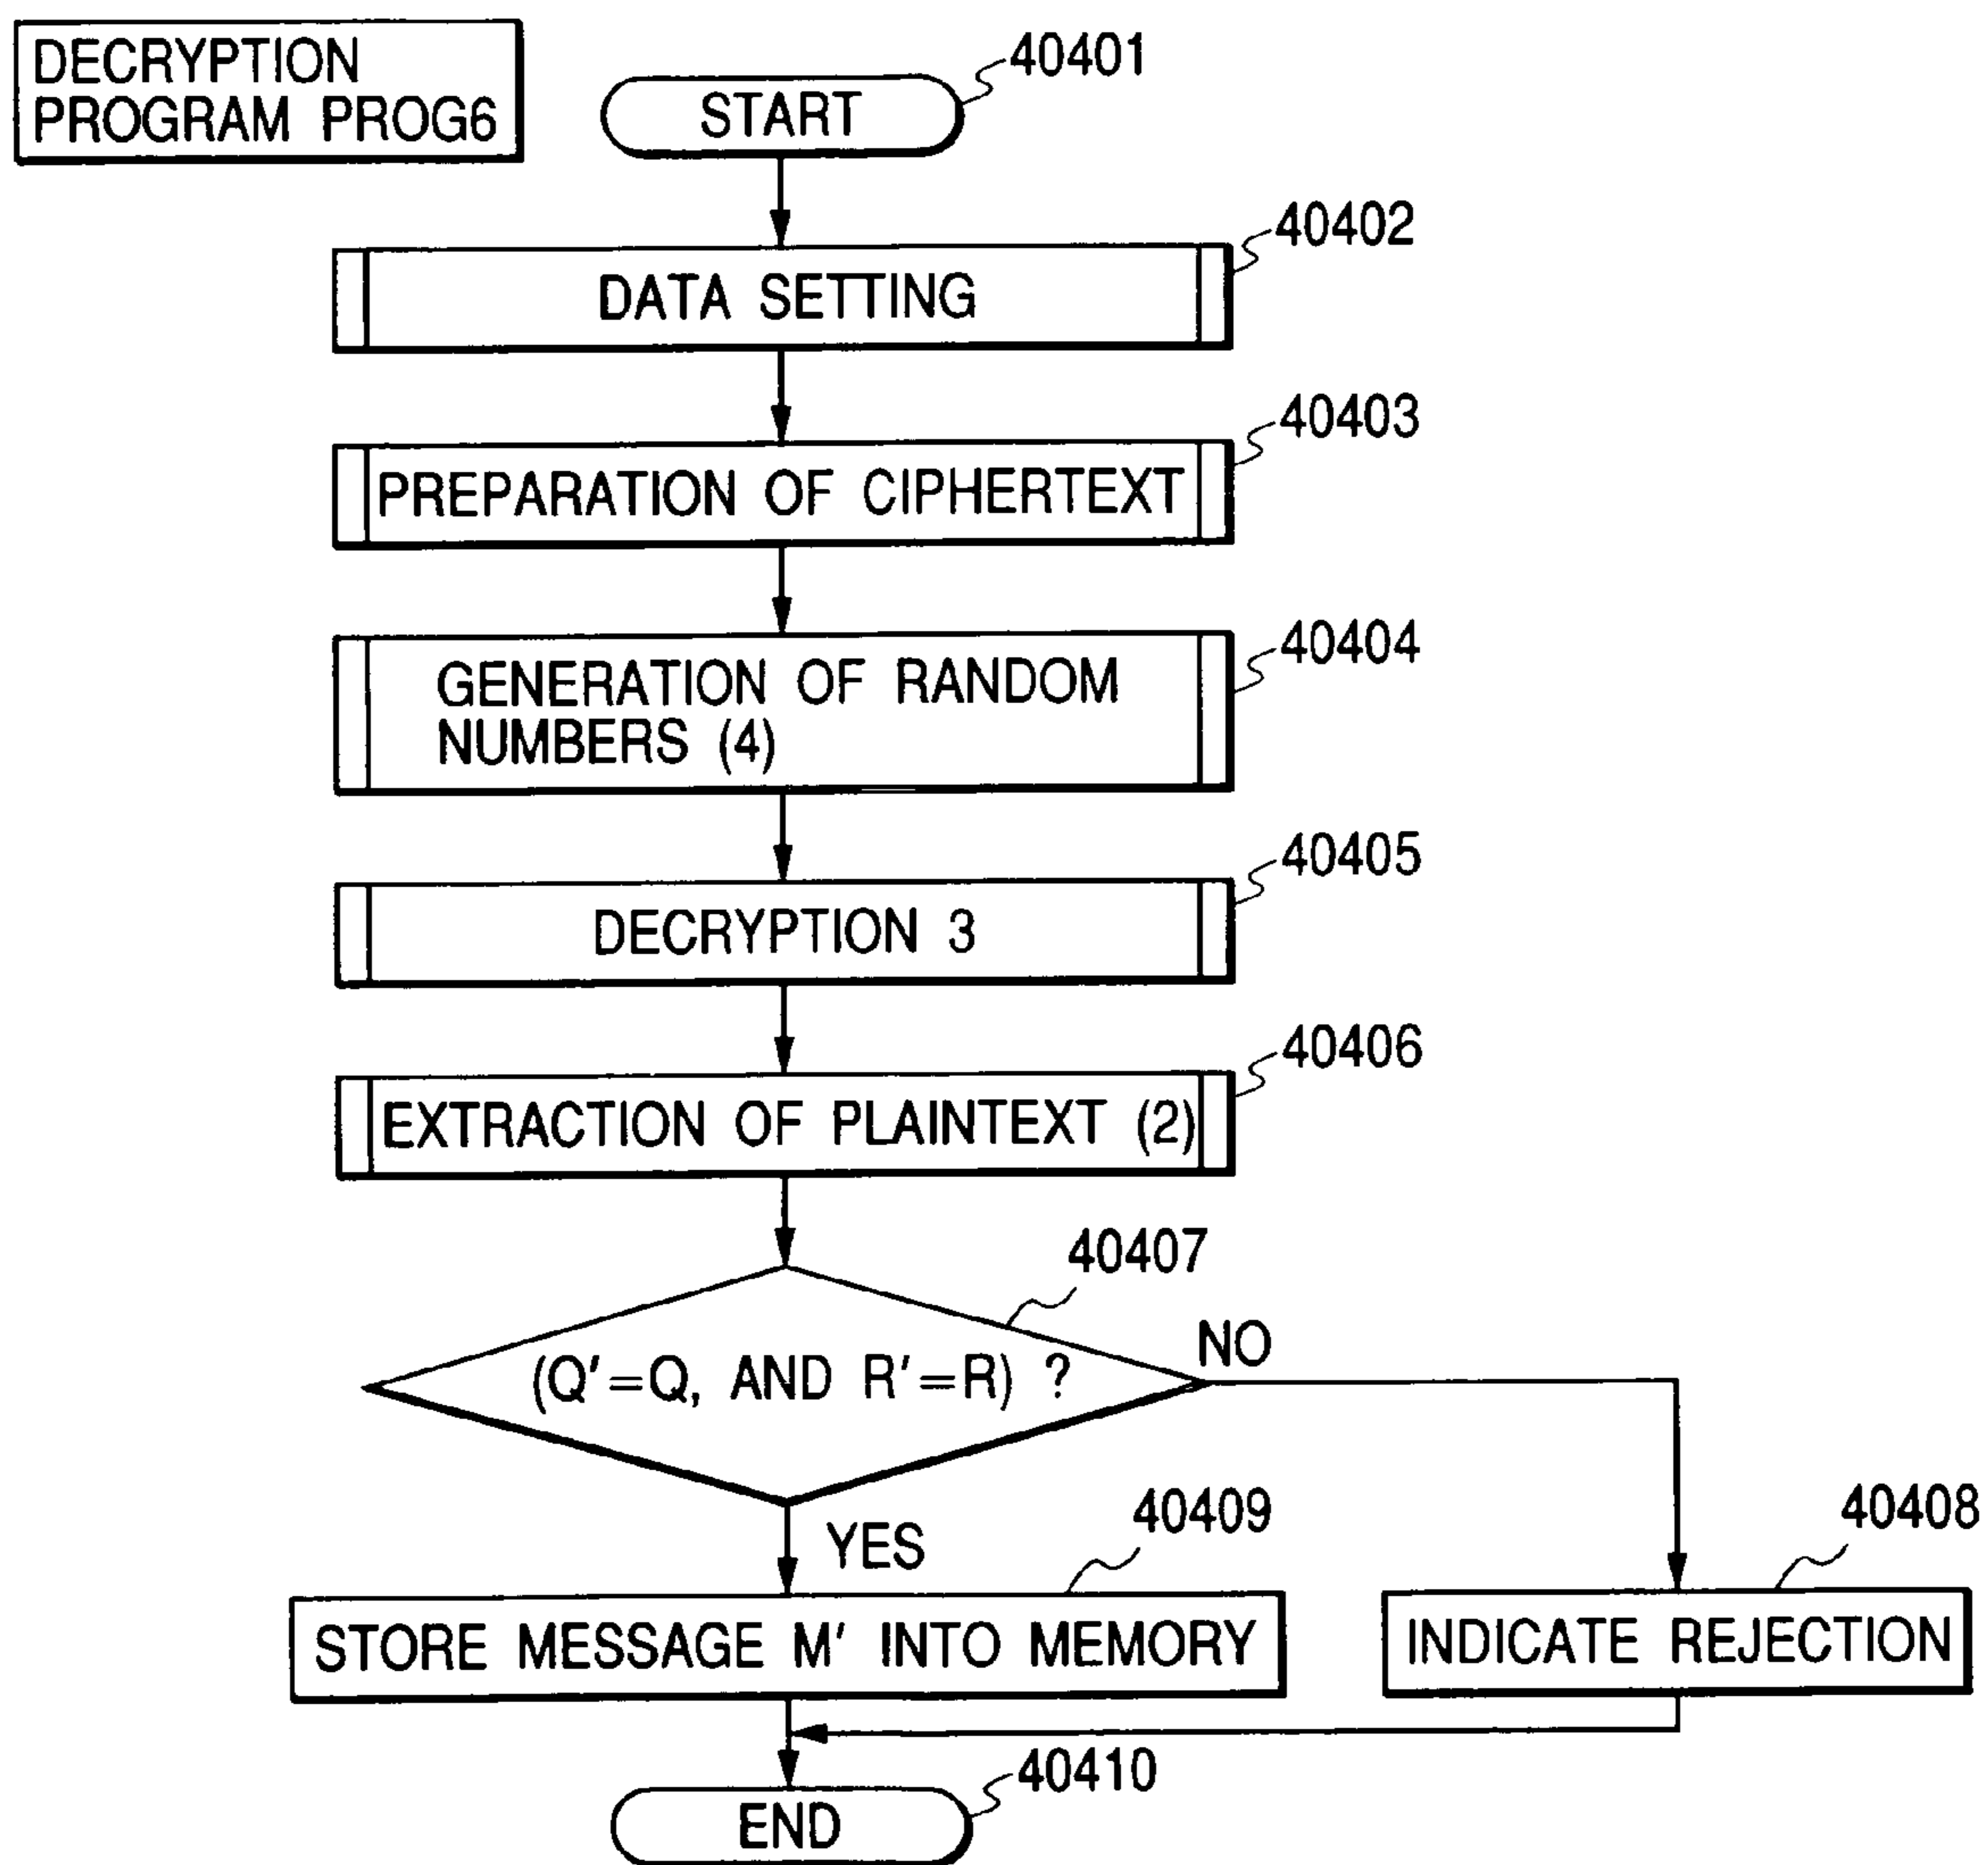 DECRYPTION
PROGRAM PROG6
40401
START
40402
DATA SETTING
40403
PREPARATION OF CIPHERTEXT
40404
GENERATION OF RANDOM
NUMBERS (4)
40405
DECRYPTION 3
40406
EXTRACTION OF PLAINTEXT (2)
40407
(Q'=Q, AND R'=R) ?
NO
YES
40409
STORE MESSAGE M' INTO MEMORY
40408
INDICATE REJECTION
40410
END